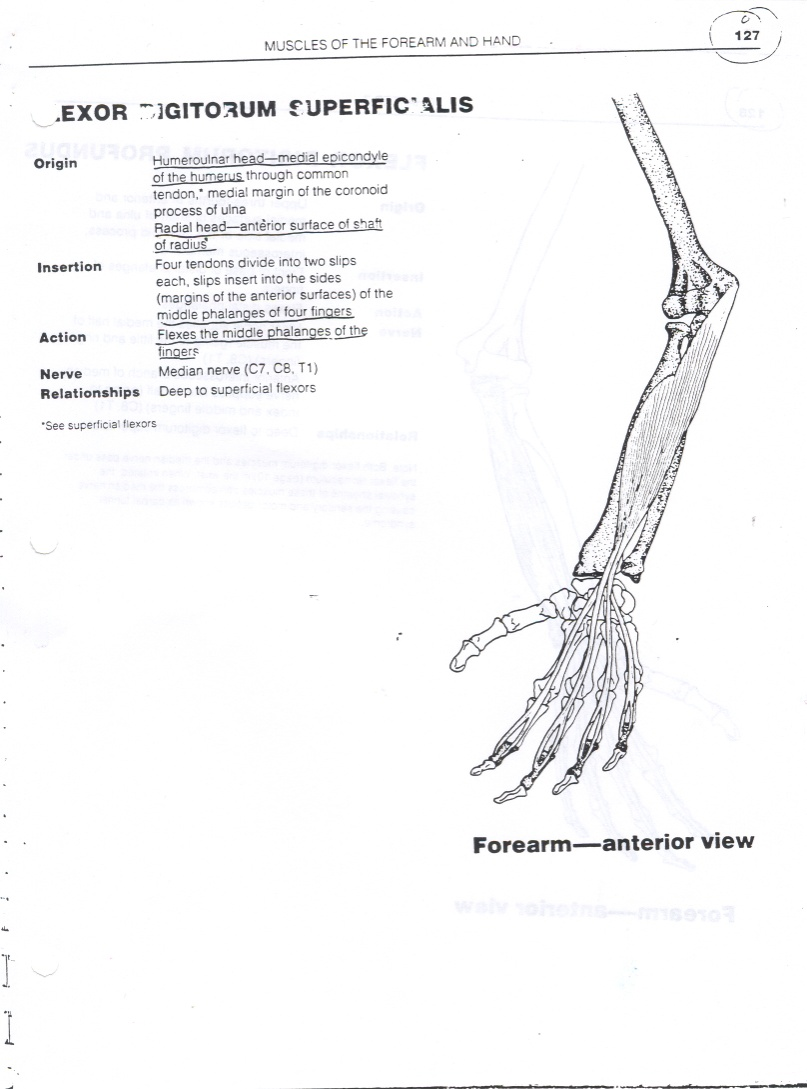 MUSCLES OF THE FOREARM AND HAND
127
FLEXOR DIGITORUM SUPERFICIALIS
Origin Humeroulnar head—medial epicondyle
of the humerus through common
tendon,* medial margin of the coronoid
process of ulna
Radial head—anterior surface of shaft
of radius*
Insertion Four tendons divide into two slips
each, slips insert into the sides
(margins of the anterior surfaces) of the
middle phalanges of four fingers
Action Flexes the middle phalanges of the
fingers
Nerve Median nerve (C7, C8, T1)
Relationships Deep to superficial flexors
*See superficial flexors
Forearm—anterior view